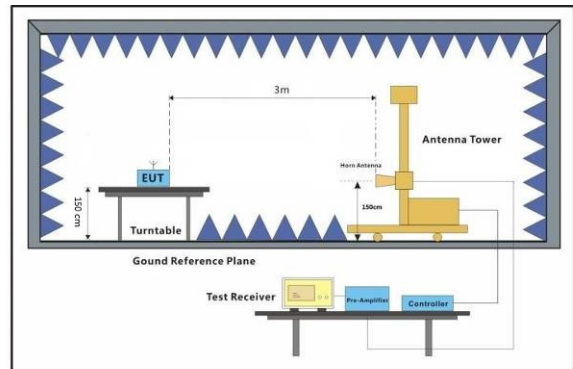 3m
Antenna Tower
Horn Antenna
EUT
150 cm
150cm
Turntable
Gound Reference Plane
Test Receiver
Pre-Amplifier
Controller